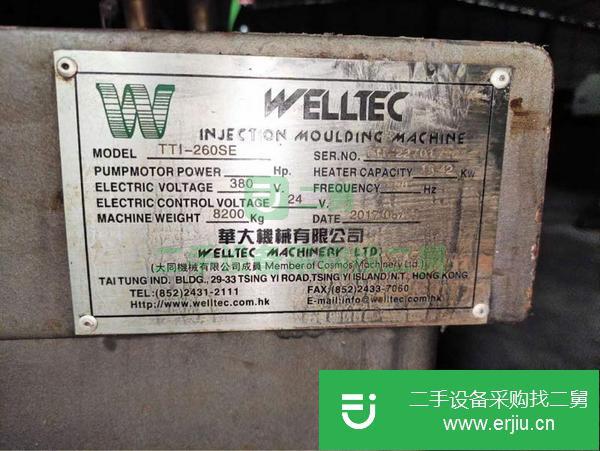 W WELLTEC
INJECTION MOULDING MACHINE
MODEL TTI-260SE SER.NO.
PUMPMOTOR POWER Hp. HEATER CAPACITY Kw
ELECTRIC VOLTAGE 380 V. FREQUENCY Hz
ELECTRIC CONTROL VOLTAGE 24 V.
MACHINE WEIGHT 8200 Kg DATE
華大機械有限公司
WELLTEC MACHINERY LTD.
(大同機械有限公司成員 Member of Cosmos Machinery Ltd.)
TAI TUNG IND. BLDG., 29-33 TSING YI ROAD, TSING YI ISLAND N.T., HONG KONG
TEL:(852)2431-2111 FAX:(852)2433-7060
Http://www.welltec.com.hk E-mail:info@welltec.com.hk
二手设备采购找二舅
www.erjiu.cn